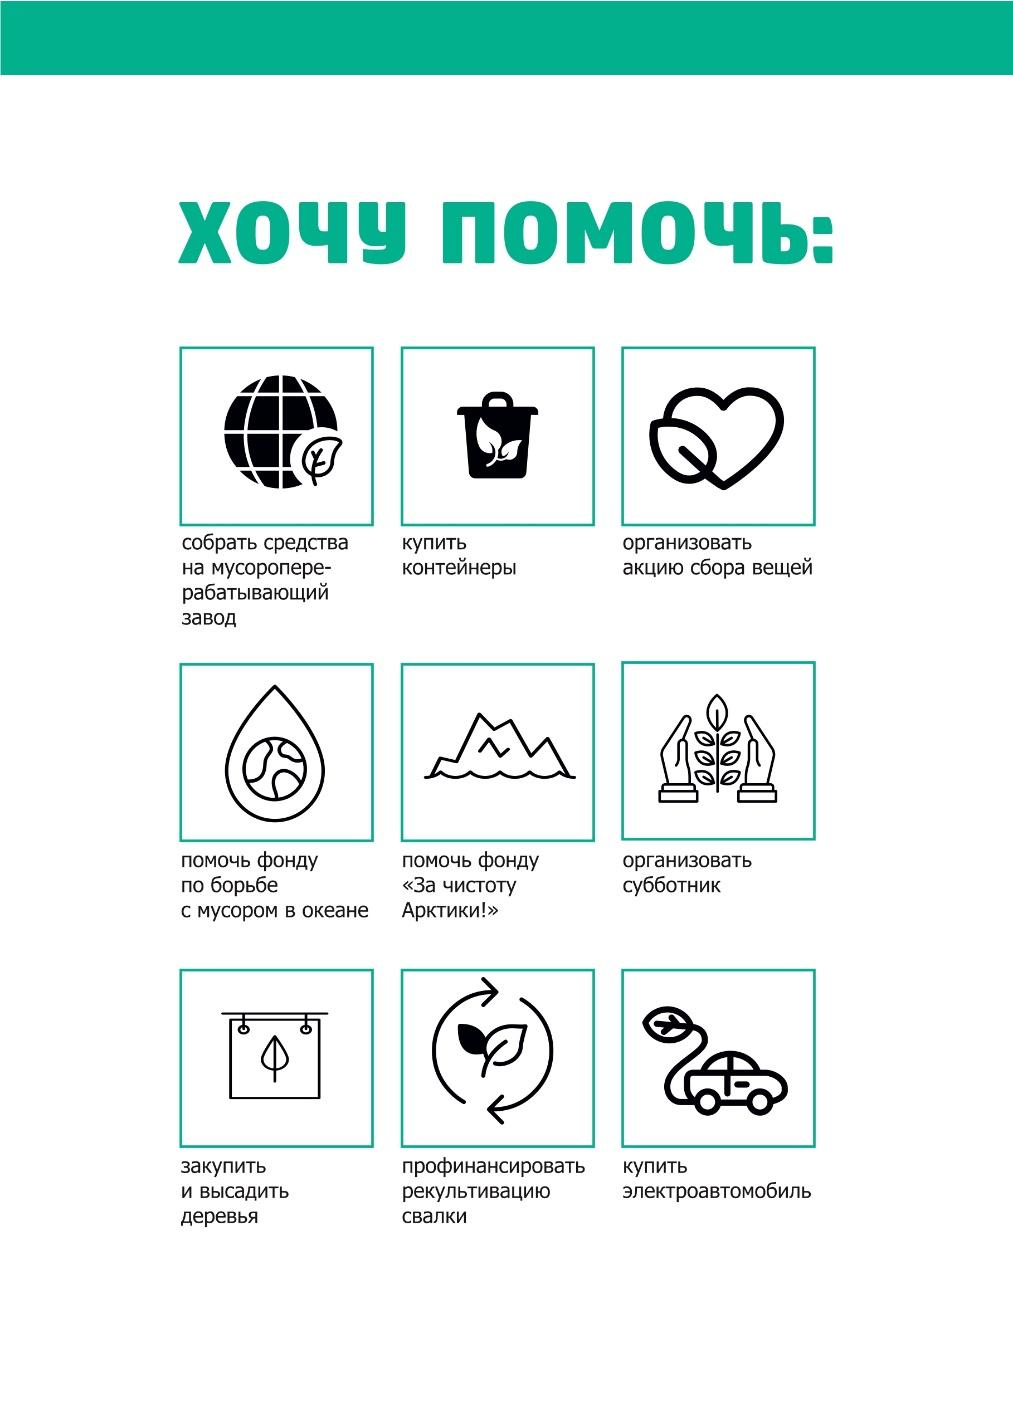 ХОЧУ ПОМОЧЬ:
собрать средства
на мусоропере-
рабатывающий
завод
купить
контейнеры
организовать
акцию сбора вещей
помочь фонду
по борьбе
с мусором в океане
помочь фонду
«За чистоту
Арктики!»
организовать
субботник
закупить
и высадить
деревья
профинансировать
рекультивацию
свалки
купить
электроавтомобиль